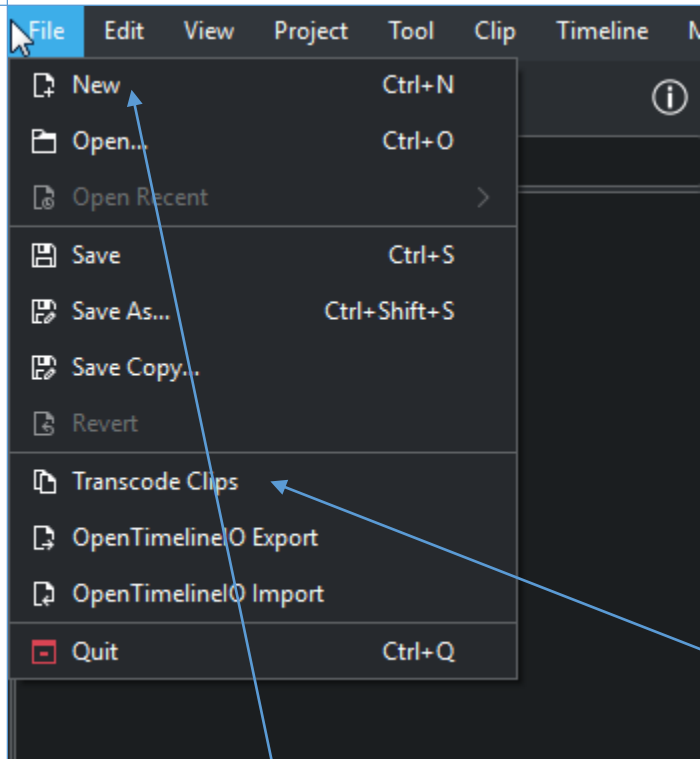 File Edit View Project Tool Clip Timeline
New Ctrl+N
Open... Ctrl+O
Open Recent
Save Ctrl+S
Save As... Ctrl+Shift+S
Save Copy...
Revert
Transcode Clips
OpenTimelineIO Export
OpenTimelineIO Import
Quit Ctrl+Q